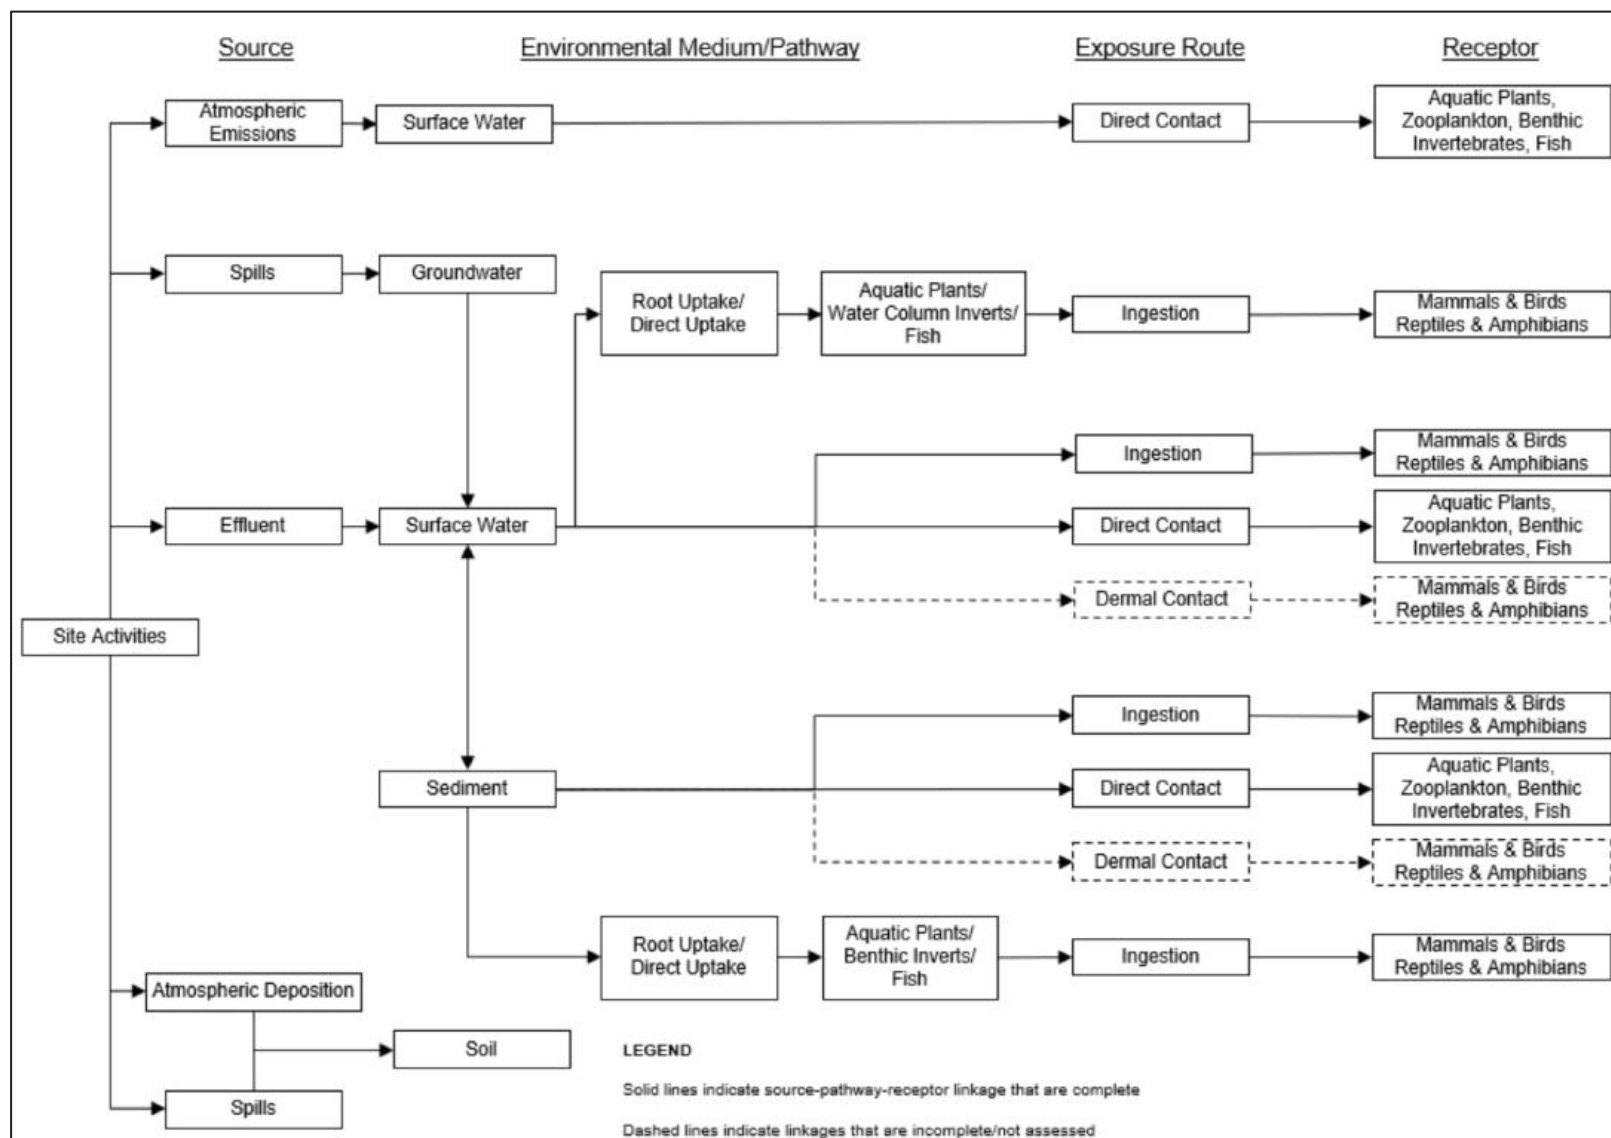 Source
Environmental Medium/Pathway
Exposure Route
Receptor
Atmospheric
Emissions
Surface Water
Direct Contact
Aquatic Plants,
Zooplankton, Benthic
Invertebrates, Fish
Spills
Groundwater
Root Uptake/
Direct Uptake
Aquatic Plants/
Water Column Inverts/
Fish
Ingestion
Mammals & Birds
Reptiles & Amphibians
Ingestion
Mammals & Birds
Reptiles & Amphibians
Effluent
Surface Water
Direct Contact
Aquatic Plants,
Zooplankton, Benthic
Invertebrates, Fish
Dermal Contact
Mammals & Birds
Reptiles & Amphibians
Site Activities
Ingestion
Mammals & Birds
Reptiles & Amphibians
Sediment
Direct Contact
Aquatic Plants,
Zooplankton, Benthic
Invertebrates, Fish
Dermal Contact
Mammals & Birds
Reptiles & Amphibians
Root Uptake/
Direct Uptake
Aquatic Plants/
Benthic Inverts/
Fish
Ingestion
Mammals & Birds
Reptiles & Amphibians
Atmospheric Deposition
Soil
Spills
LEGEND
Solid lines indicate source-pathway-receptor linkage that are complete
Dashed lines indicate linkages that are incomplete/not assessed